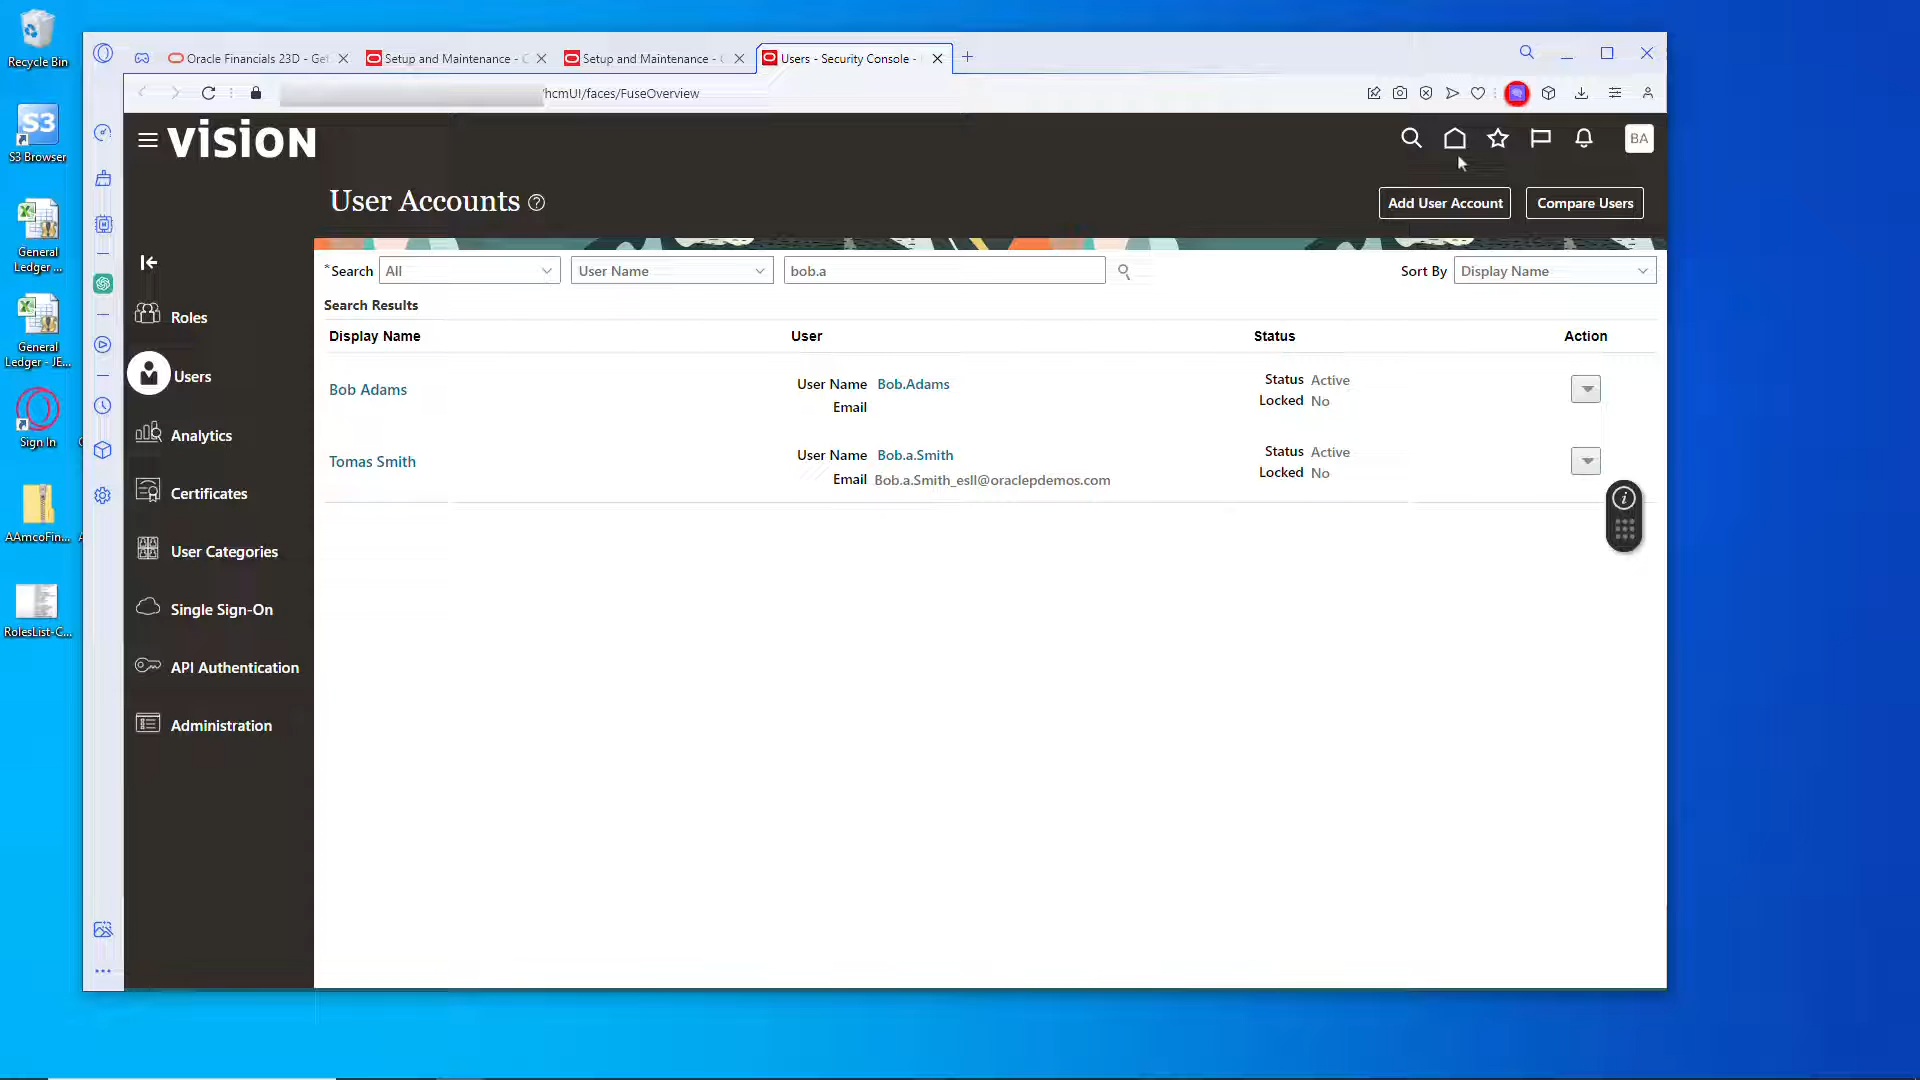 Recycle Bin
S3
S3 Browser
General
Ledger ...
General
Ledger - JE...
Sign In
AAmcoFin...
RolesList-C...
Oracle Financials 23D - Get
Setup and Maintenance - C
Setup and Maintenance -
Users - Security Console -
/hcmUI/faces/FuseOverview
VISION
BA
User Accounts
Add User Account
Compare Users
*Search All User Name bob.a Sort By Display Name
Search Results
Display Name User Status Action
Bob Adams
User Name Bob.Adams
Email
Status Active
Locked No
Tomas Smith
User Name Bob.a.Smith
Email Bob.a.Smith_esll@oraclepdemos.com
Status Active
Locked No
Roles
Users
Analytics
Certificates
User Categories
Single Sign-On
API Authentication
Administration